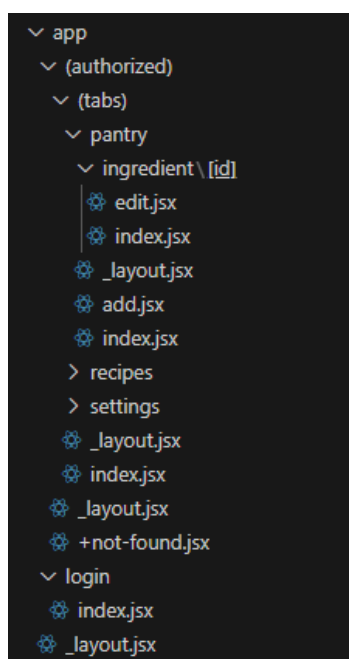 app
(authorized)
(tabs)
pantry
ingredient\[id]
edit.jsx
index.jsx
_layout.jsx
add.jsx
index.jsx
recipes
settings
_layout.jsx
index.jsx
_layout.jsx
+not-found.jsx
login
index.jsx
_layout.jsx